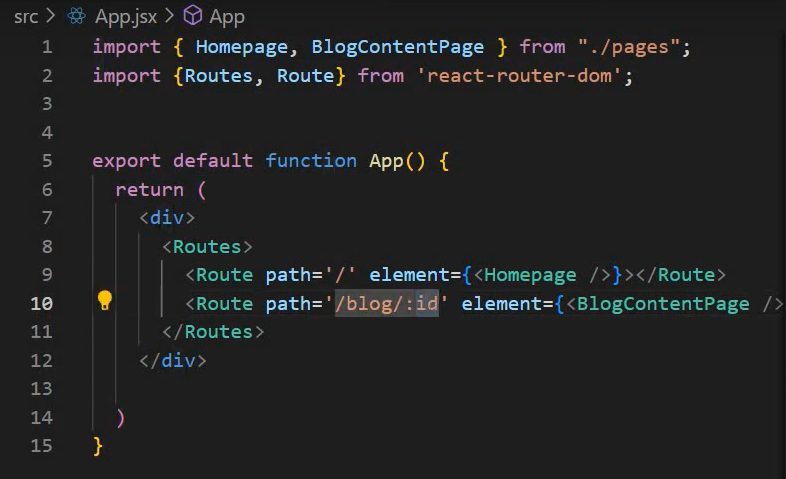 src > App.jsx > App
1 import { Homepage, BlogContentPage } from "./pages";
2 import {Routes, Route} from 'react-router-dom';
3
4
5 export default function App() {
6 return (
7 <div>
8 <Routes>
9 <Route path='/' element={<Homepage />}></Route>
10 <Route path='/blog/:id' element={<BlogContentPage />
11 </Routes>
12 </div>
13
14 )
15 }